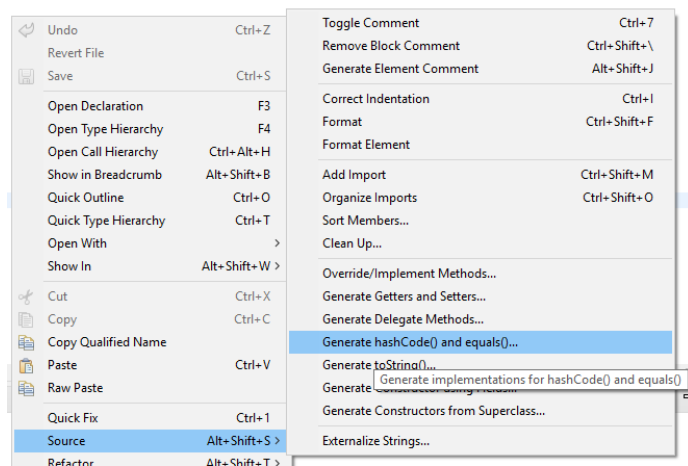 Undo Ctrl+Z
Revert File
Save Ctrl+S
Open Declaration F3
Open Type Hierarchy F4
Open Call Hierarchy Ctrl+Alt+H
Show in Breadcrumb Alt+Shift+B
Quick Outline Ctrl+O
Quick Type Hierarchy Ctrl+T
Open With >
Show In Alt+Shift+W >
Cut Ctrl+X
Copy Ctrl+C
Copy Qualified Name
Paste Ctrl+V
Raw Paste
Quick Fix Ctrl+1
Source Alt+Shift+S >
Refactor Alt+Shift+T >
Toggle Comment Ctrl+7
Remove Block Comment Ctrl+Shift+\
Generate Element Comment Alt+Shift+J
Correct Indentation Ctrl+I
Format Ctrl+Shift+F
Format Element
Add Import Ctrl+Shift+M
Organize Imports Ctrl+Shift+O
Sort Members...
Clean Up...
Override/Implement Methods...
Generate Getters and Setters...
Generate Delegate Methods...
Generate hashCode() and equals()...
Generate toString()...
Generate implementations for hashCode() and equals()
Generate Constructor using Fields...
Generate Constructors from Superclass...
Externalize Strings...